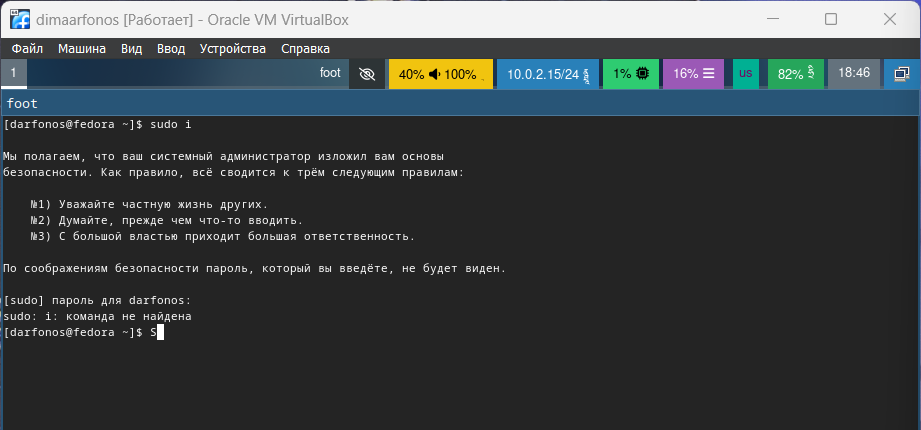 dimaarfonos [Работает] - Oracle VM VirtualBox
Файл Машина Вид Ввод Устройства Справка
1 foot 40% 100% 10.0.2.15/24 1% 16% us 82% 18:46
foot
[darfonos@fedora ~]$ sudo i
Мы полагаем, что ваш системный администратор изложил вам основы
безопасности. Как правило, всё сводится к трём следующим правилам:
№1) Уважайте частную жизнь других.
№2) Думайте, прежде чем что-то вводить.
№3) С большой властью приходит большая ответственность.
По соображениям безопасности пароль, который вы введёте, не будет виден.
[sudo] пароль для darfonos:
sudo: i: команда не найдена
[darfonos@fedora ~]$ S